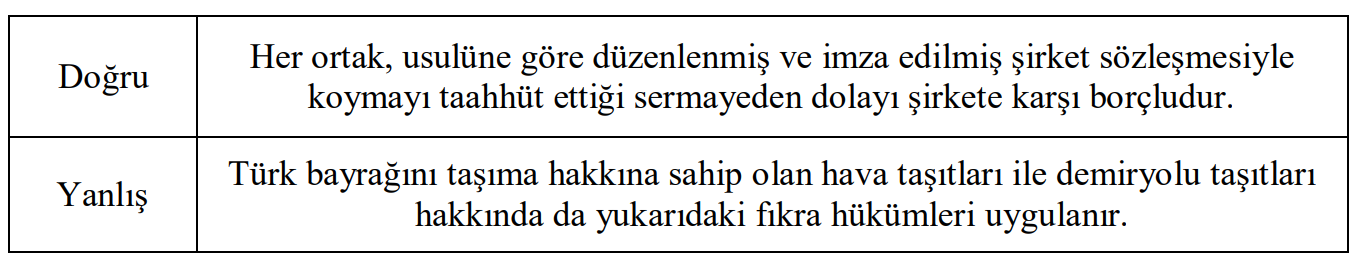 Doğru
Her ortak, usulüne göre düzenlenmiş ve imza edilmiş şirket sözleşmesiyle
koymayı taahhüt ettiği sermayeden dolayı şirkete karşı borçludur.
Yanlış
Türk bayrağını taşıma hakkına sahip olan hava taşıtları ile demiryolu taşıtları
hakkında da yukarıdaki fıkra hükümleri uygulanır.